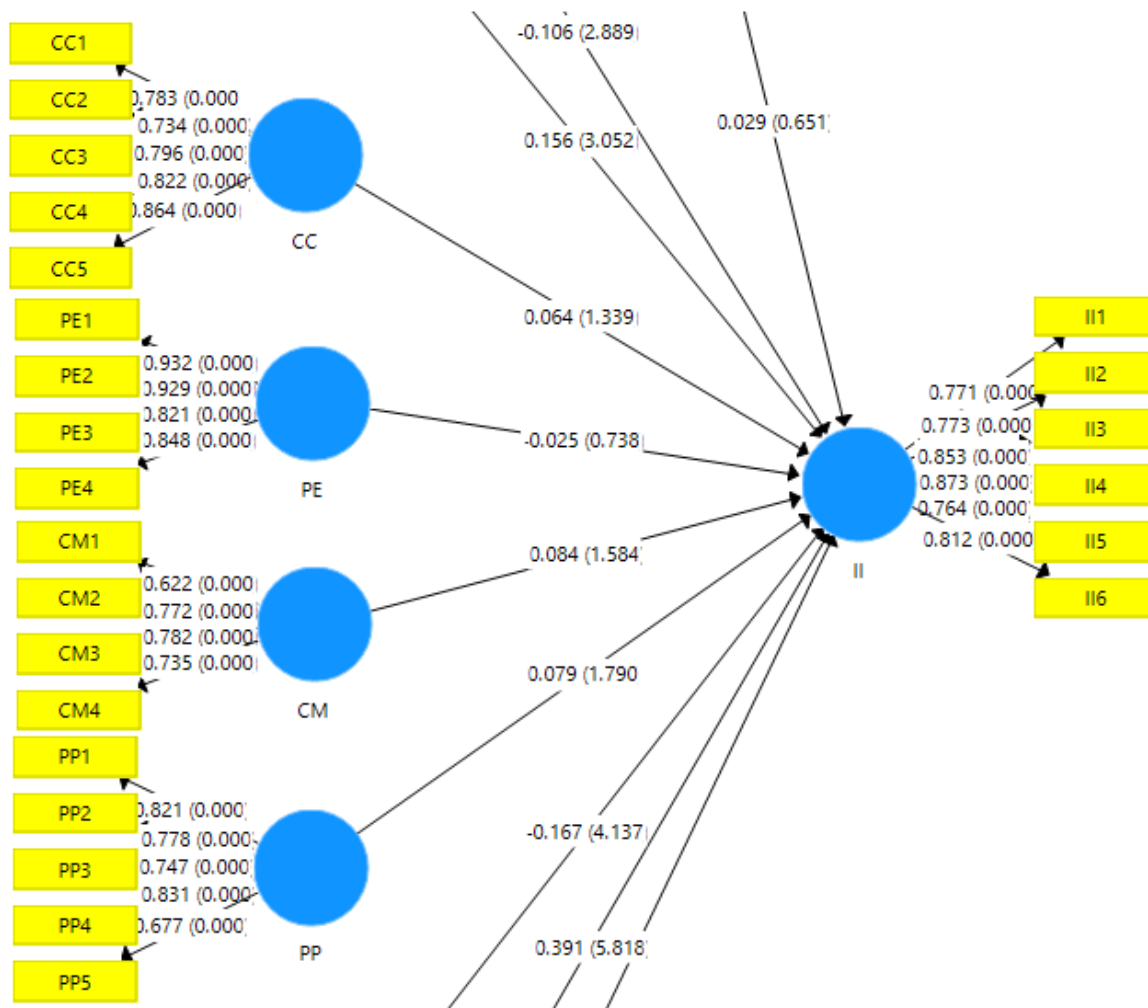 CC1
CC2
CC3
CC4
CC5
0.783 (0.000
0.734 (0.000)
0.796 (0.000)
0.822 (0.000)
0.864 (0.000)
CC
PE1
PE2
PE3
PE4
0.932 (0.000)
0.929 (0.000)
0.821 (0.000)
0.848 (0.000)
PE
CM1
CM2
CM3
CM4
0.622 (0.000)
0.772 (0.000)
0.782 (0.000)
0.735 (0.000)
CM
PP1
PP2
PP3
PP4
PP5
0.821 (0.000)
0.778 (0.000)
0.747 (0.000)
0.831 (0.000)
0.677 (0.000)
PP
-0.106 (2.889)
0.156 (3.052)
0.029 (0.651)
0.064 (1.339)
-0.025 (0.738)
0.084 (1.584)
0.079 (1.790
-0.167 (4.137)
0.391 (5.818)
II
0.771 (0.000
0.773 (0.000
0.853 (0.000)
0.873 (0.000)
0.764 (0.000)
0.812 (0.000
II1
II2
II3
II4
II5
II6